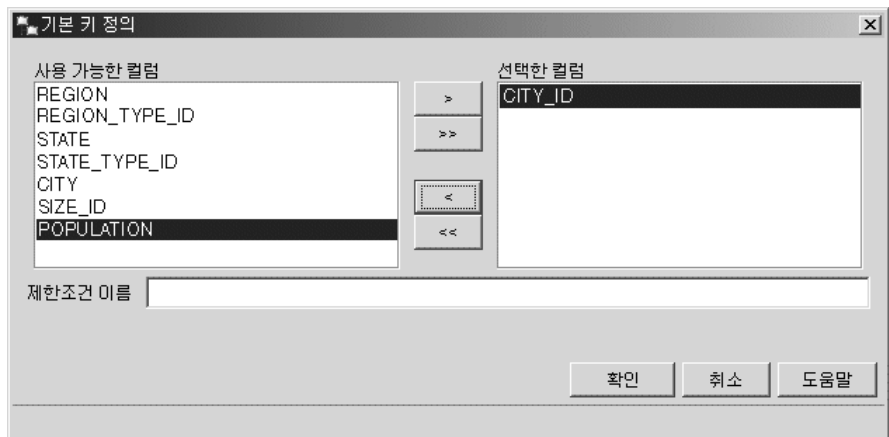 기본 키 정의
사용 가능한 컬럼
REGION
REGION_TYPE_ID
STATE
STATE_TYPE_ID
CITY
SIZE_ID
POPULATION
>
>>
<
<<
선택한 컬럼
CITY_ID
제한조건 이름
확인
취소
도움말